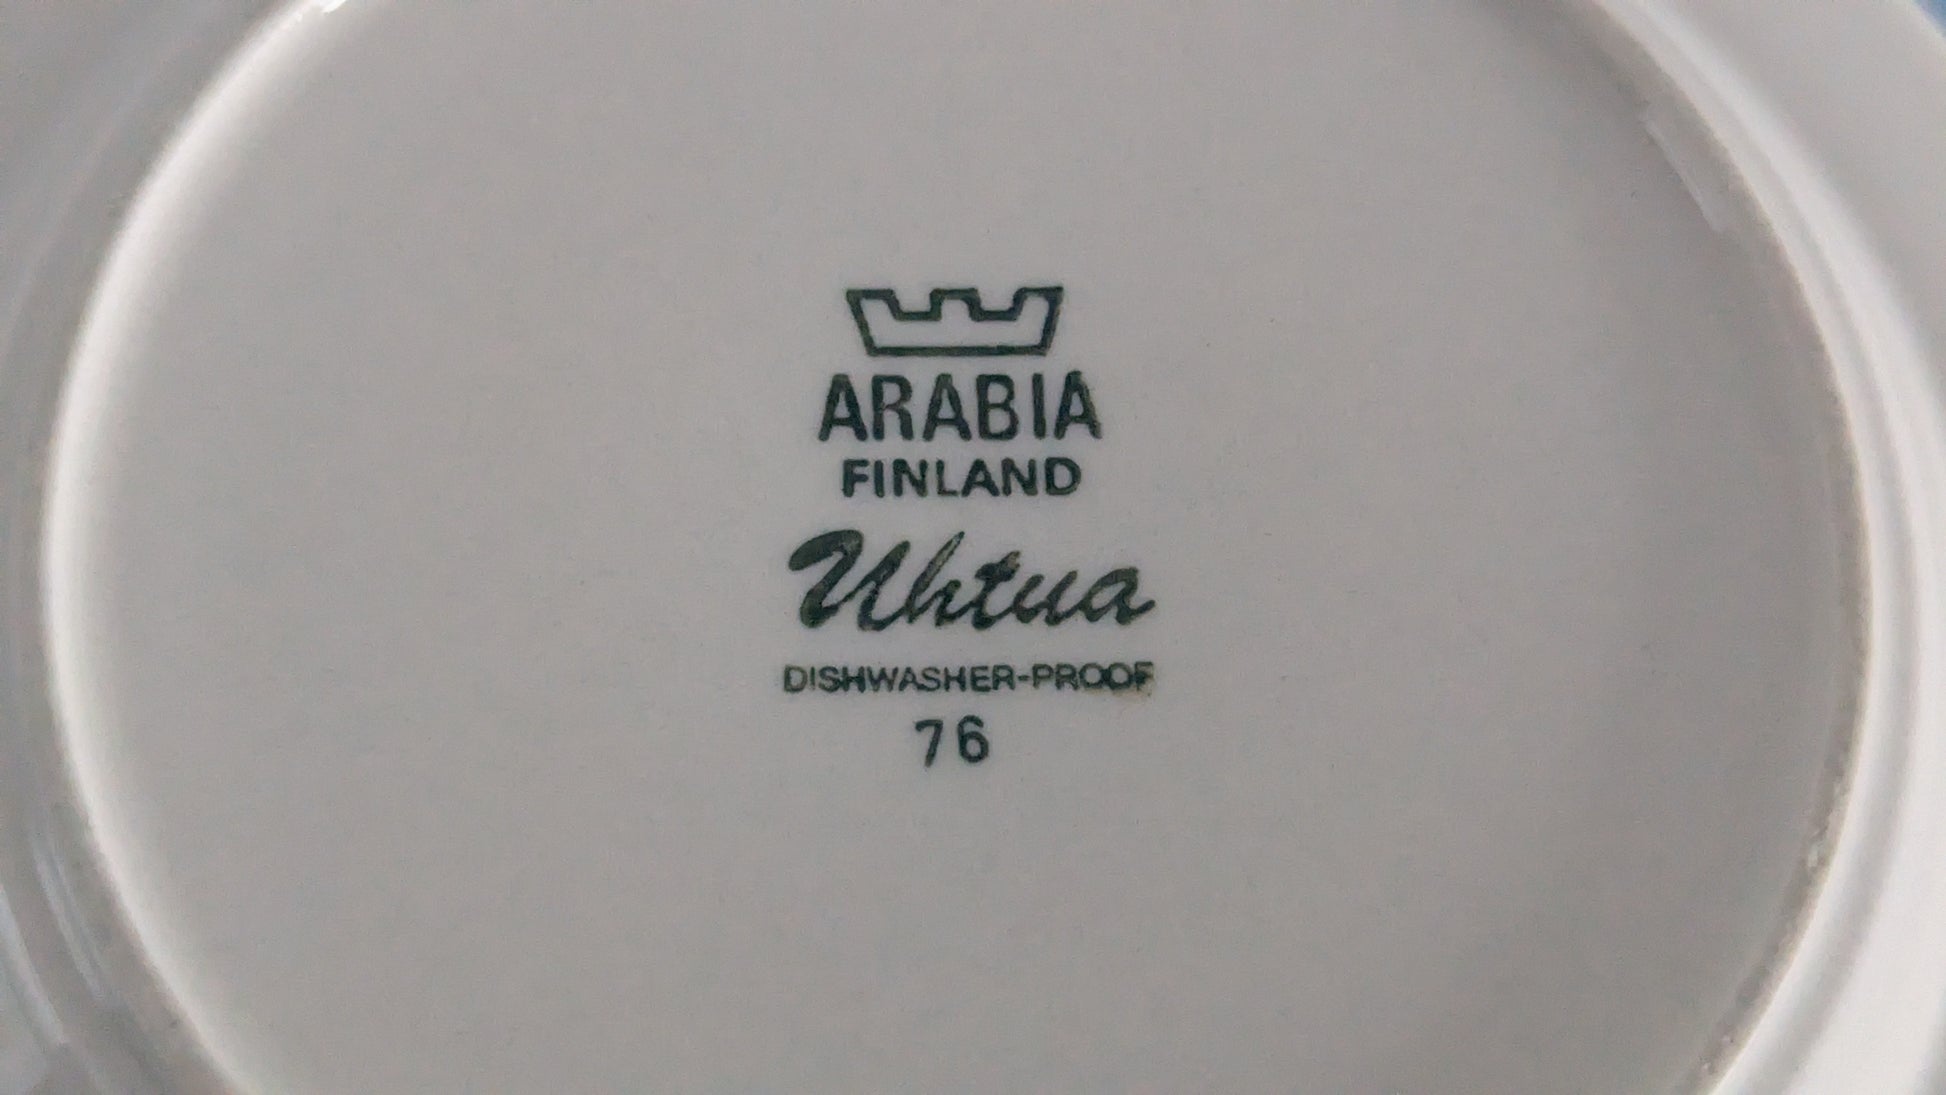 ARABIA
FINLAND
Uhtua
DISHWASHER-PROOF
76